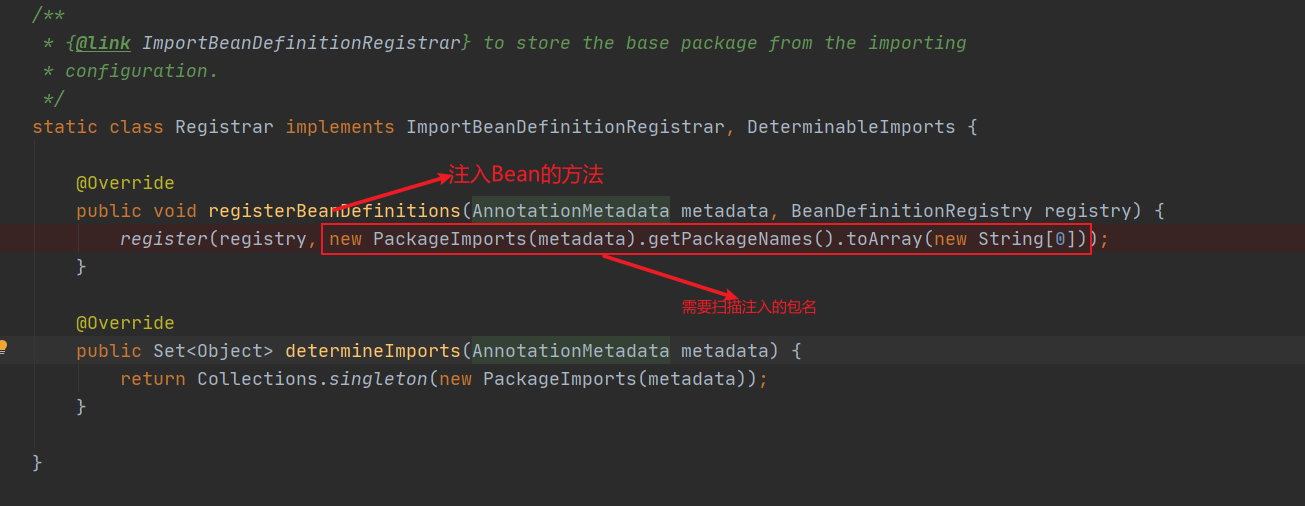 /**
* {@link ImportBeanDefinitionRegistrar} to store the base package from the importing
* configuration.
*/
static class Registrar implements ImportBeanDefinitionRegistrar, DeterminableImports {
注入Bean的方法
@Override
public void registerBeanDefinitions(AnnotationMetadata metadata, BeanDefinitionRegistry registry) {
register(registry, new PackageImports(metadata).getPackageNames().toArray(new String[0]));
}
需要扫描注入的包名
@Override
public Set<Object> determineImports(AnnotationMetadata metadata) {
return Collections.singleton(new PackageImports(metadata));
}
}